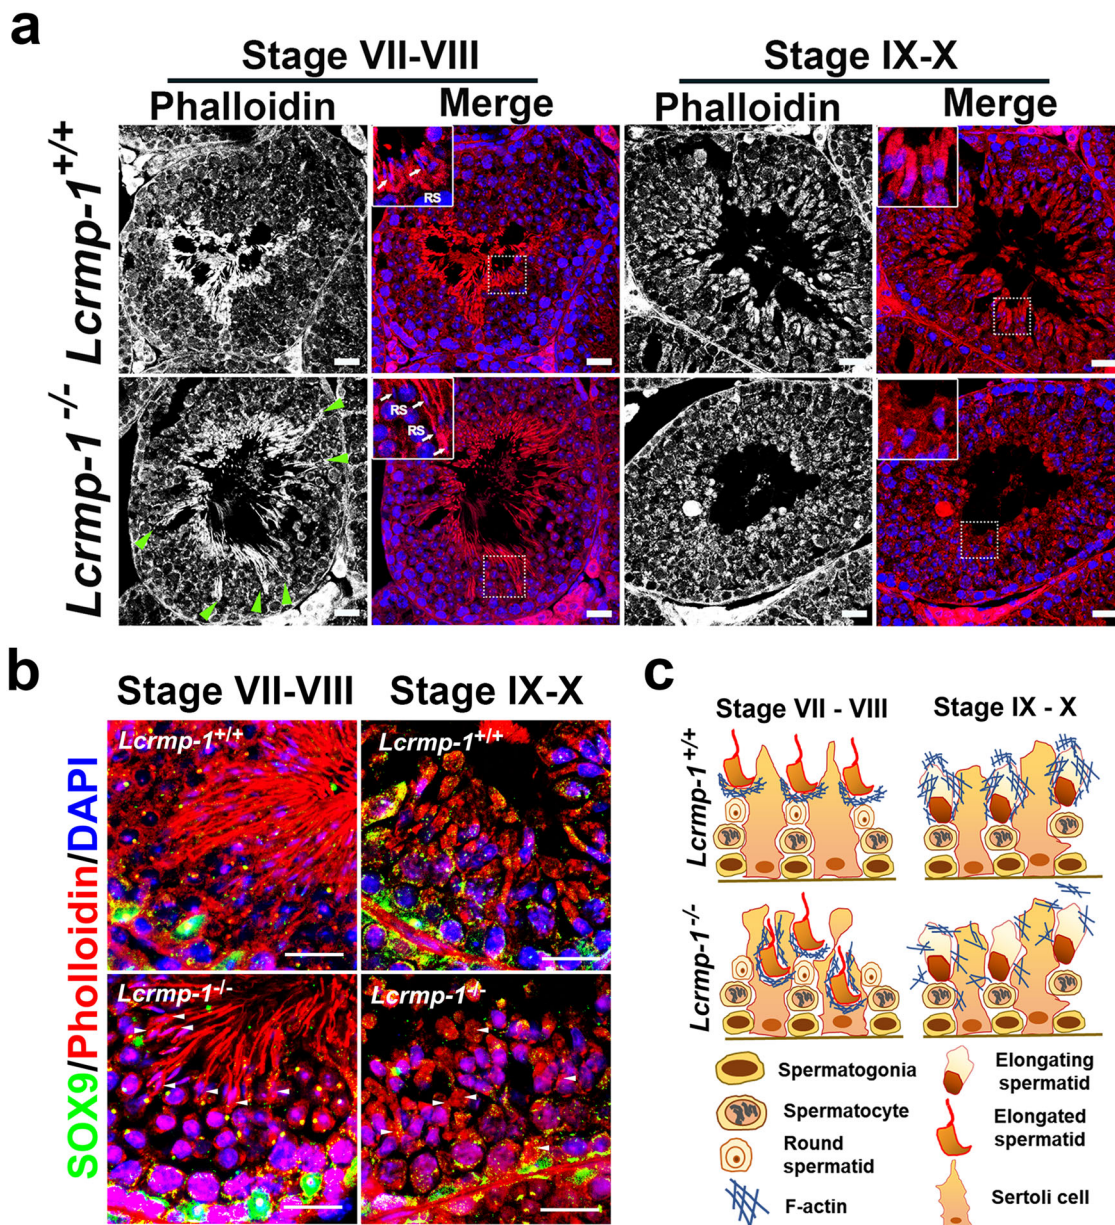 a
Stage VII-VIII
Stage IX-X
Phalloidin
Merge
Phalloidin
Merge
Lcrmp-1+/+
RS
Lcrmp-1-/-
RS
RS
b
Stage VII-VIII
Stage IX-X
SOX9/Pholloidin/DAPI
Lcrmp-1+/+
Lcrmp-1+/+
Lcrmp-1-/-
Lcrmp-1-/-
c
Stage VII - VIII
Stage IX - X
Lcrmp-1+/+
Lcrmp-1-/-
Spermatogonia
Spermatocyte
Round
spermatid
F-actin
Elongating
spermatid
Elongated
spermatid
Sertoli cell